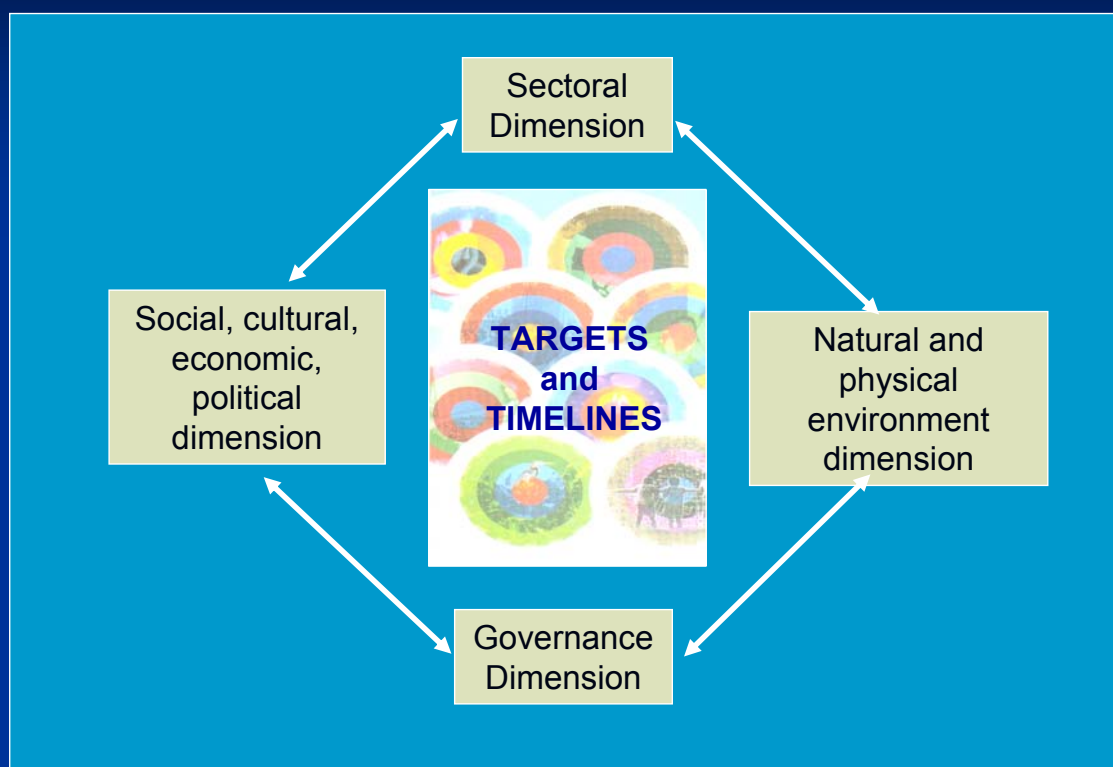 Sectoral
Dimension
Social, cultural,
economic,
political
dimension
TARGETS
and
TIMELINES
Natural and
physical
environment
dimension
Governance
Dimension